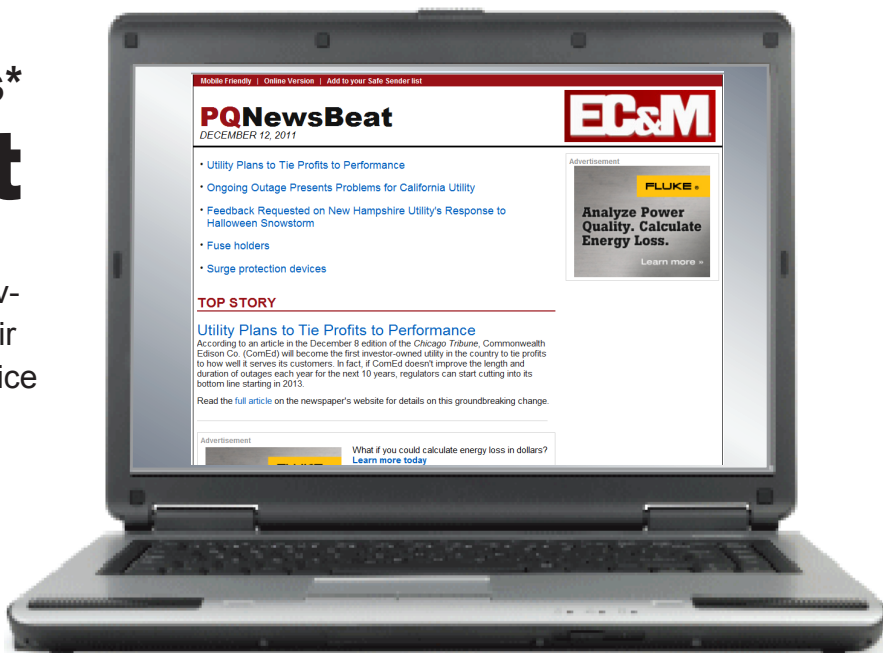 s*
t
v-
ir
ice
Mobile Friendly | Online Version | Add to your Safe Sender list
PQNewsBeat
DECEMBER 12, 2011
EC&M
• Utility Plans to Tie Profits to Performance
• Ongoing Outage Presents Problems for California Utility
• Feedback Requested on New Hampshire Utility's Response to
Halloween Snowstorm
• Fuse holders
• Surge protection devices
Advertisement
FLUKE
Analyze Power
Quality. Calculate
Energy Loss.
Learn more »
TOP STORY
Utility Plans to Tie Profits to Performance
According to an article in the December 8 edition of the Chicago Tribune, Commonwealth
Edison Co. (ComEd) will become the first investor-owned utility in the country to tie profits
to how well it serves its customers. In fact, if ComEd doesn't improve the length and
duration of outages each year for the next 10 years, regulators can start cutting into its
bottom line starting in 2013.
Read the full article on the newspaper's website for details on this groundbreaking change.
Advertisement
What if you could calculate energy loss in dollars?
Learn more today